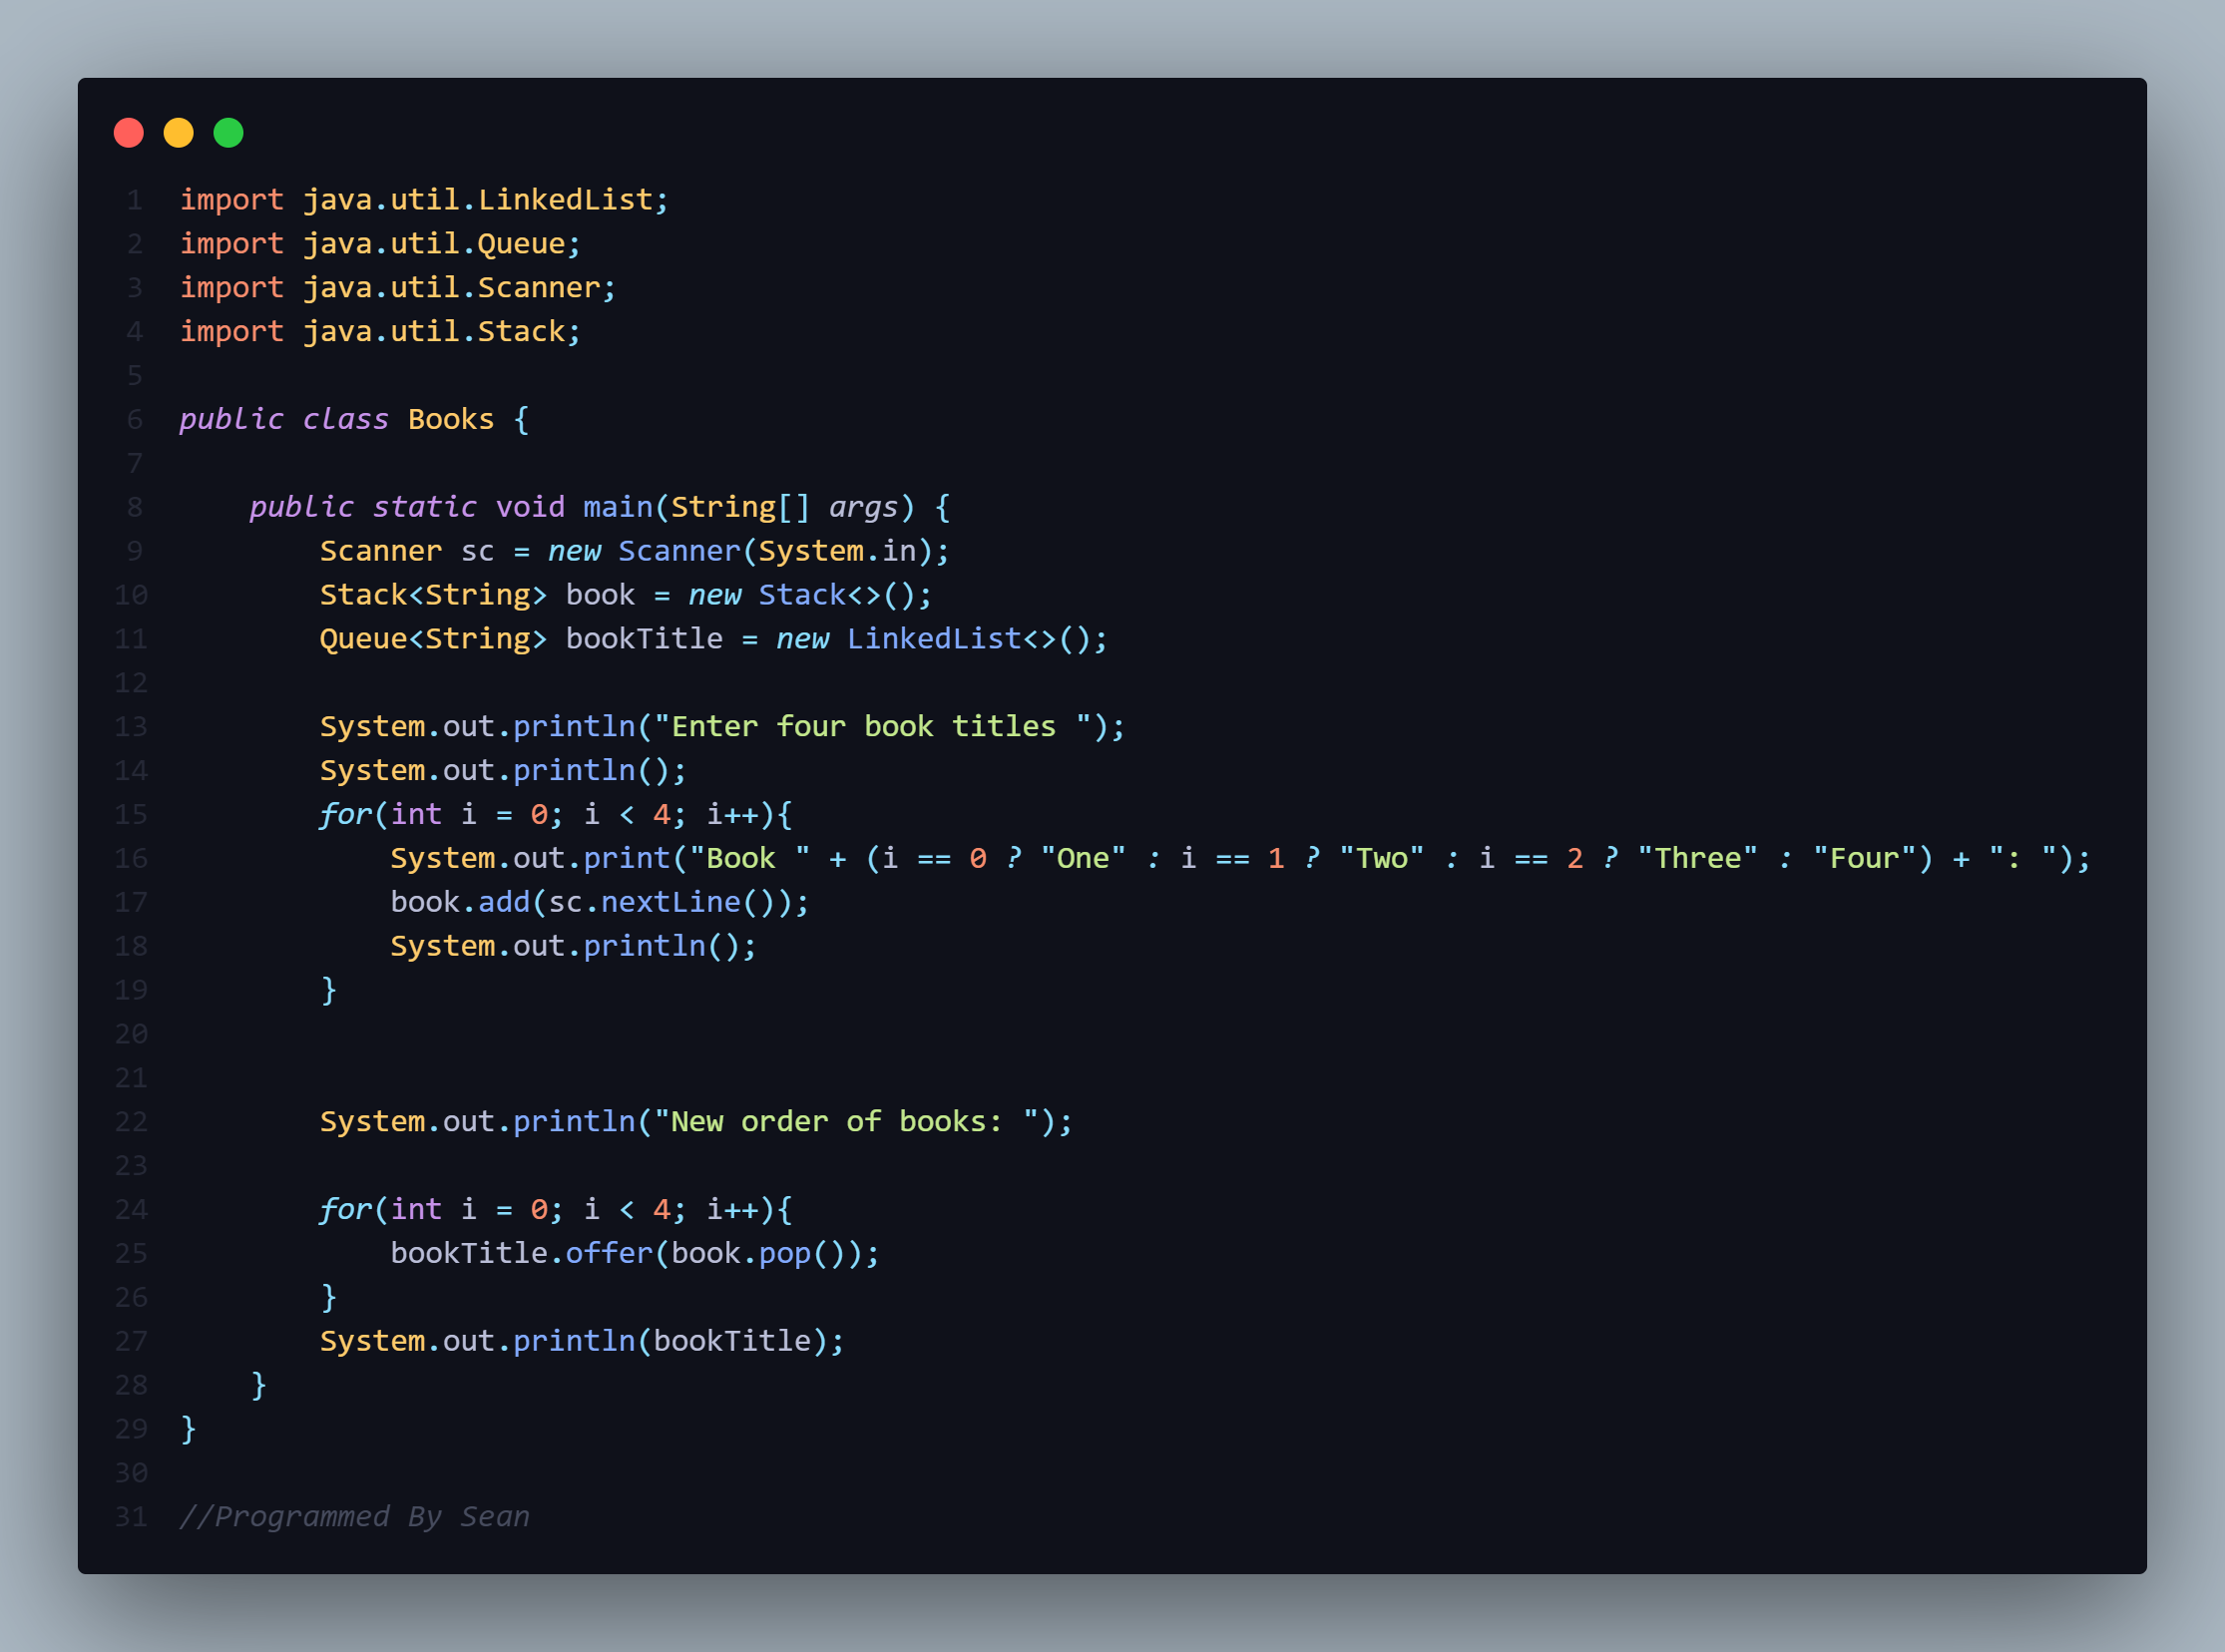 1 import java.util.LinkedList;
2 import java.util.Queue;
3 import java.util.Scanner;
4 import java.util.Stack;
5
6 public class Books {
7
8     public static void main(String[] args) {
9         Scanner sc = new Scanner(System.in);
10         Stack<String> book = new Stack<>();
11         Queue<String> bookTitle = new LinkedList<>();
12
13         System.out.println("Enter four book titles ");
14         System.out.println();
15         for(int i = 0; i < 4; i++){
16             System.out.print("Book " + (i == 0 ? "One" : i == 1 ? "Two" : i == 2 ? "Three" : "Four") + ": ");
17             book.add(sc.nextLine());
18             System.out.println();
19         }
20
21
22         System.out.println("New order of books: ");
23
24         for(int i = 0; i < 4; i++){
25             bookTitle.offer(book.pop());
26         }
27         System.out.println(bookTitle);
28     }
29 }
30
31 //Programmed By Sean